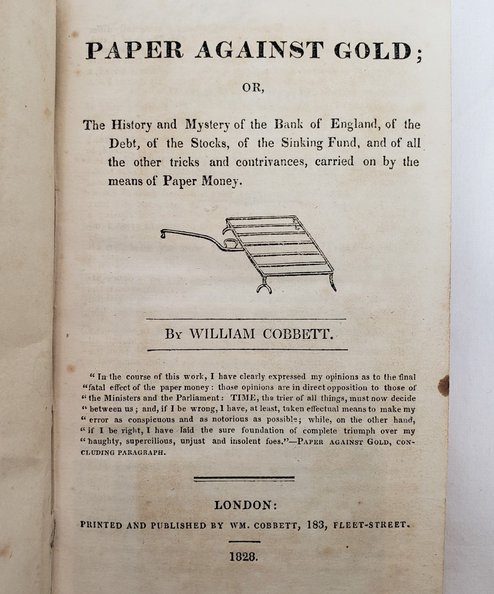 PAPER AGAINST GOLD;
OR,
The History and Mystery of the Bank of England, of the
Debt, of the Stocks, of the Sinking Fund, and of all
the other tricks and contrivances, carried on by the
means of Paper Money.
By WILLIAM COBBETT.
“ In the course of this work, I have clearly expressed my opinions as to the final
“fatal effect of the paper money: those opinions are in direct opposition to those of
“ the Ministers and the Parliament: TIME, the trier of all things, must now decide
“ between us; and, if I be wrong, I have, at least, taken effectual means to make my
“ error as conspicuous and as notorious as possible; while, on the other hand,
“ if I be right, I have laid the sure foundation of complete triumph over my
“ haughty, supercilious, unjust and insolent foes.”—PAPER AGAINST GOLD, CON-
CLUDING PARAGRAPH.
LONDON:
PRINTED AND PUBLISHED BY WM. COBBETT, 183, FLEET-STREET.
1828.